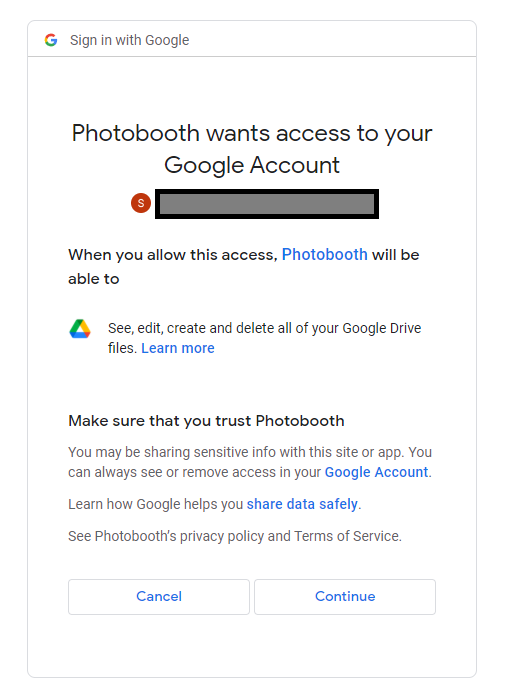 Sign in with Google
Photobooth wants access to your
Google Account
S
When you allow this access, Photobooth will be
able to
See, edit, create and delete all of your Google Drive
files. Learn more
Make sure that you trust Photobooth
You may be sharing sensitive info with this site or app. You
can always see or remove access in your Google Account.
Learn how Google helps you share data safely.
See Photobooth's privacy policy and Terms of Service.
Cancel
Continue